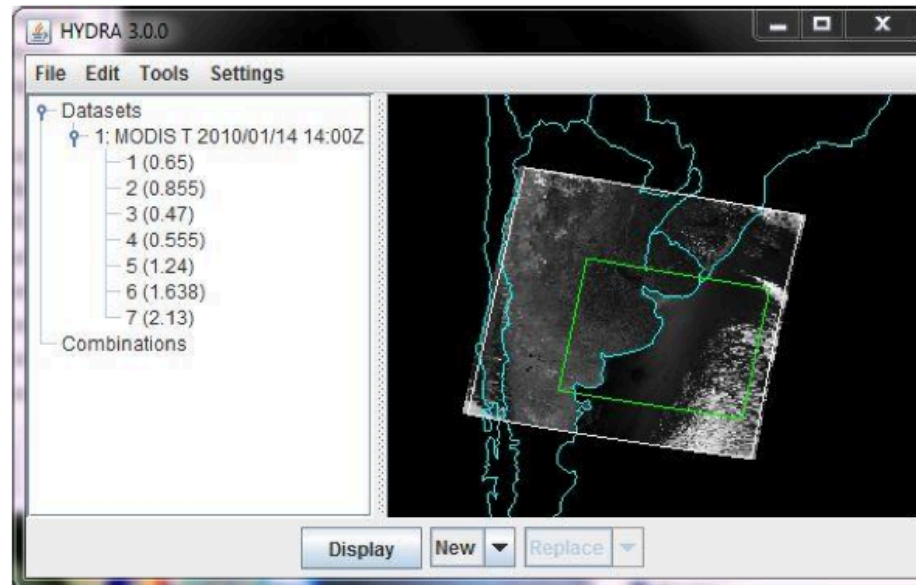 HYDRA 3.0.0
File Edit Tools Settings
Datasets
1: MODIS T 2010/01/14 14:00Z
1 (0.65)
2 (0.855)
3 (0.47)
4 (0.555)
5 (1.24)
6 (1.638)
7 (2.13)
Combinations
Display New Replace